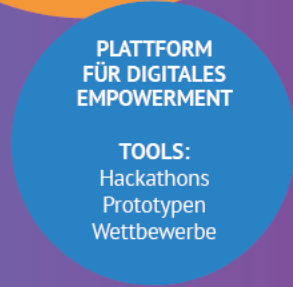 PLATTFORM
FÜR DIGITALES
EMPOWERMENT
TOOLS:
Hackathons
Prototypen
Wettbewerbe